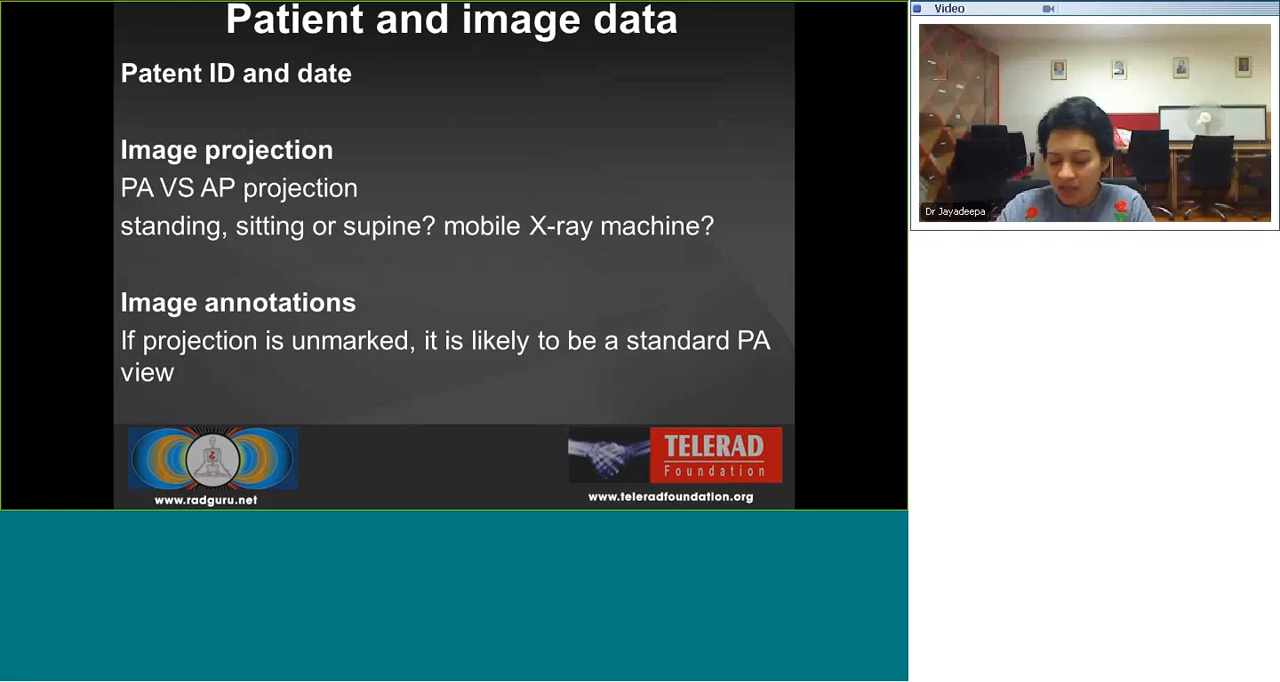 Patient and image data
Patent ID and date
Image projection
PA VS AP projection
standing, sitting or supine? mobile X-ray machine?
Image annotations
If projection is unmarked, it is likely to be a standard PA
view
www.radguru.net
TELERAD
Foundation
www.teleradfoundation.org
Video
Dr Jayadeepa